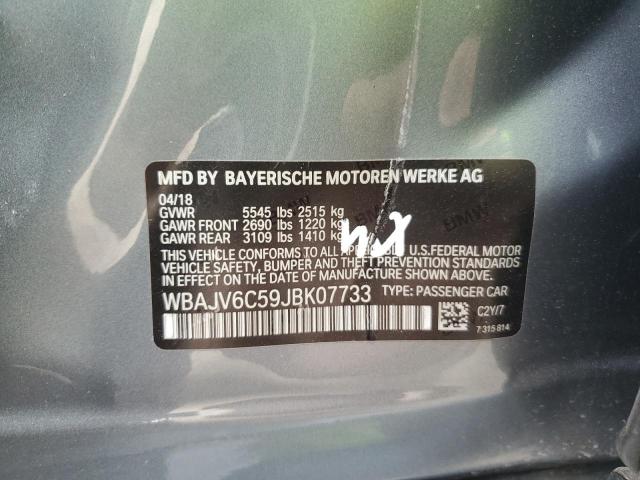 MFD BY BAYERISCHE MOTOREN WERKE AG
04/18
GVWR 5545 lbs 2515 kg
GAWR FRONT 2690 lbs 1220 kg
GAWR REAR 3109 lbs 1410 kg
THIS VEHICLE CONFORMS TO ALL APPLICABLE U.S.FEDERAL MOTOR
VEHICLE SAFETY, BUMPER AND THEFT PREVENTION STANDARDS
IN EFFECT ON THE DATE OF MANUFACTURE SHOWN ABOVE.
WBAJV6C59JBK07733 TYPE: PASSENGER CAR
C2Y/7
7 315 814
BMW